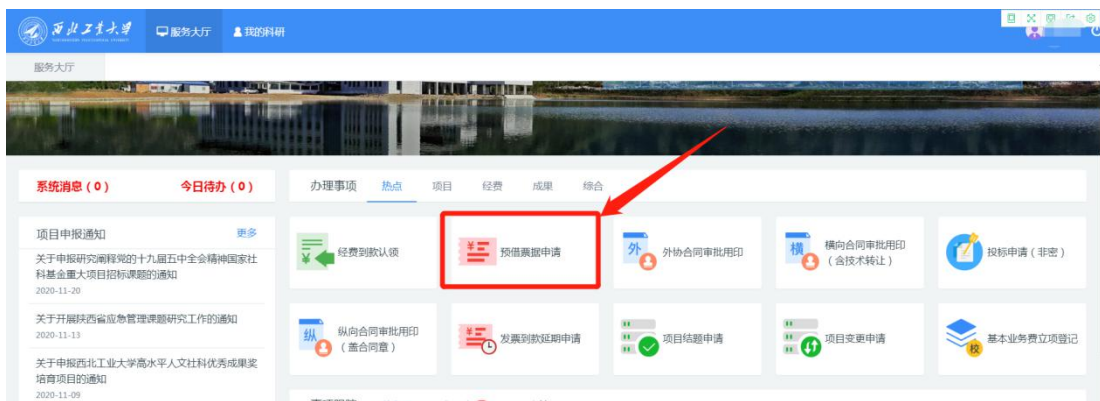 西北工业大学
服务大厅
我的科研
服务大厅
系统消息（0）
今日待办（0）
办理事项 热点 项目 经费 成果 综合
项目申报通知
更多
关于申报研究阐释党的十九届五中全会精神国家社
科基金重大项目招标课题的通知
2020-11-20
关于开展陕西省应急管理课题研究工作的通知
2020-11-13
关于申报西北工业大学高水平人文社科优秀成果奖
培育项目的通知
2020-11-09
经费到款认领
预借票据申请
外
外协合同审批用印
横
横向合同审批用印
（含技术转让）
投标申请（非密）
纵
纵向合同审批用印
（盖合同章）
发票到款延期申请
项目结题申请
项目变更申请
校
基本业务费立项登记